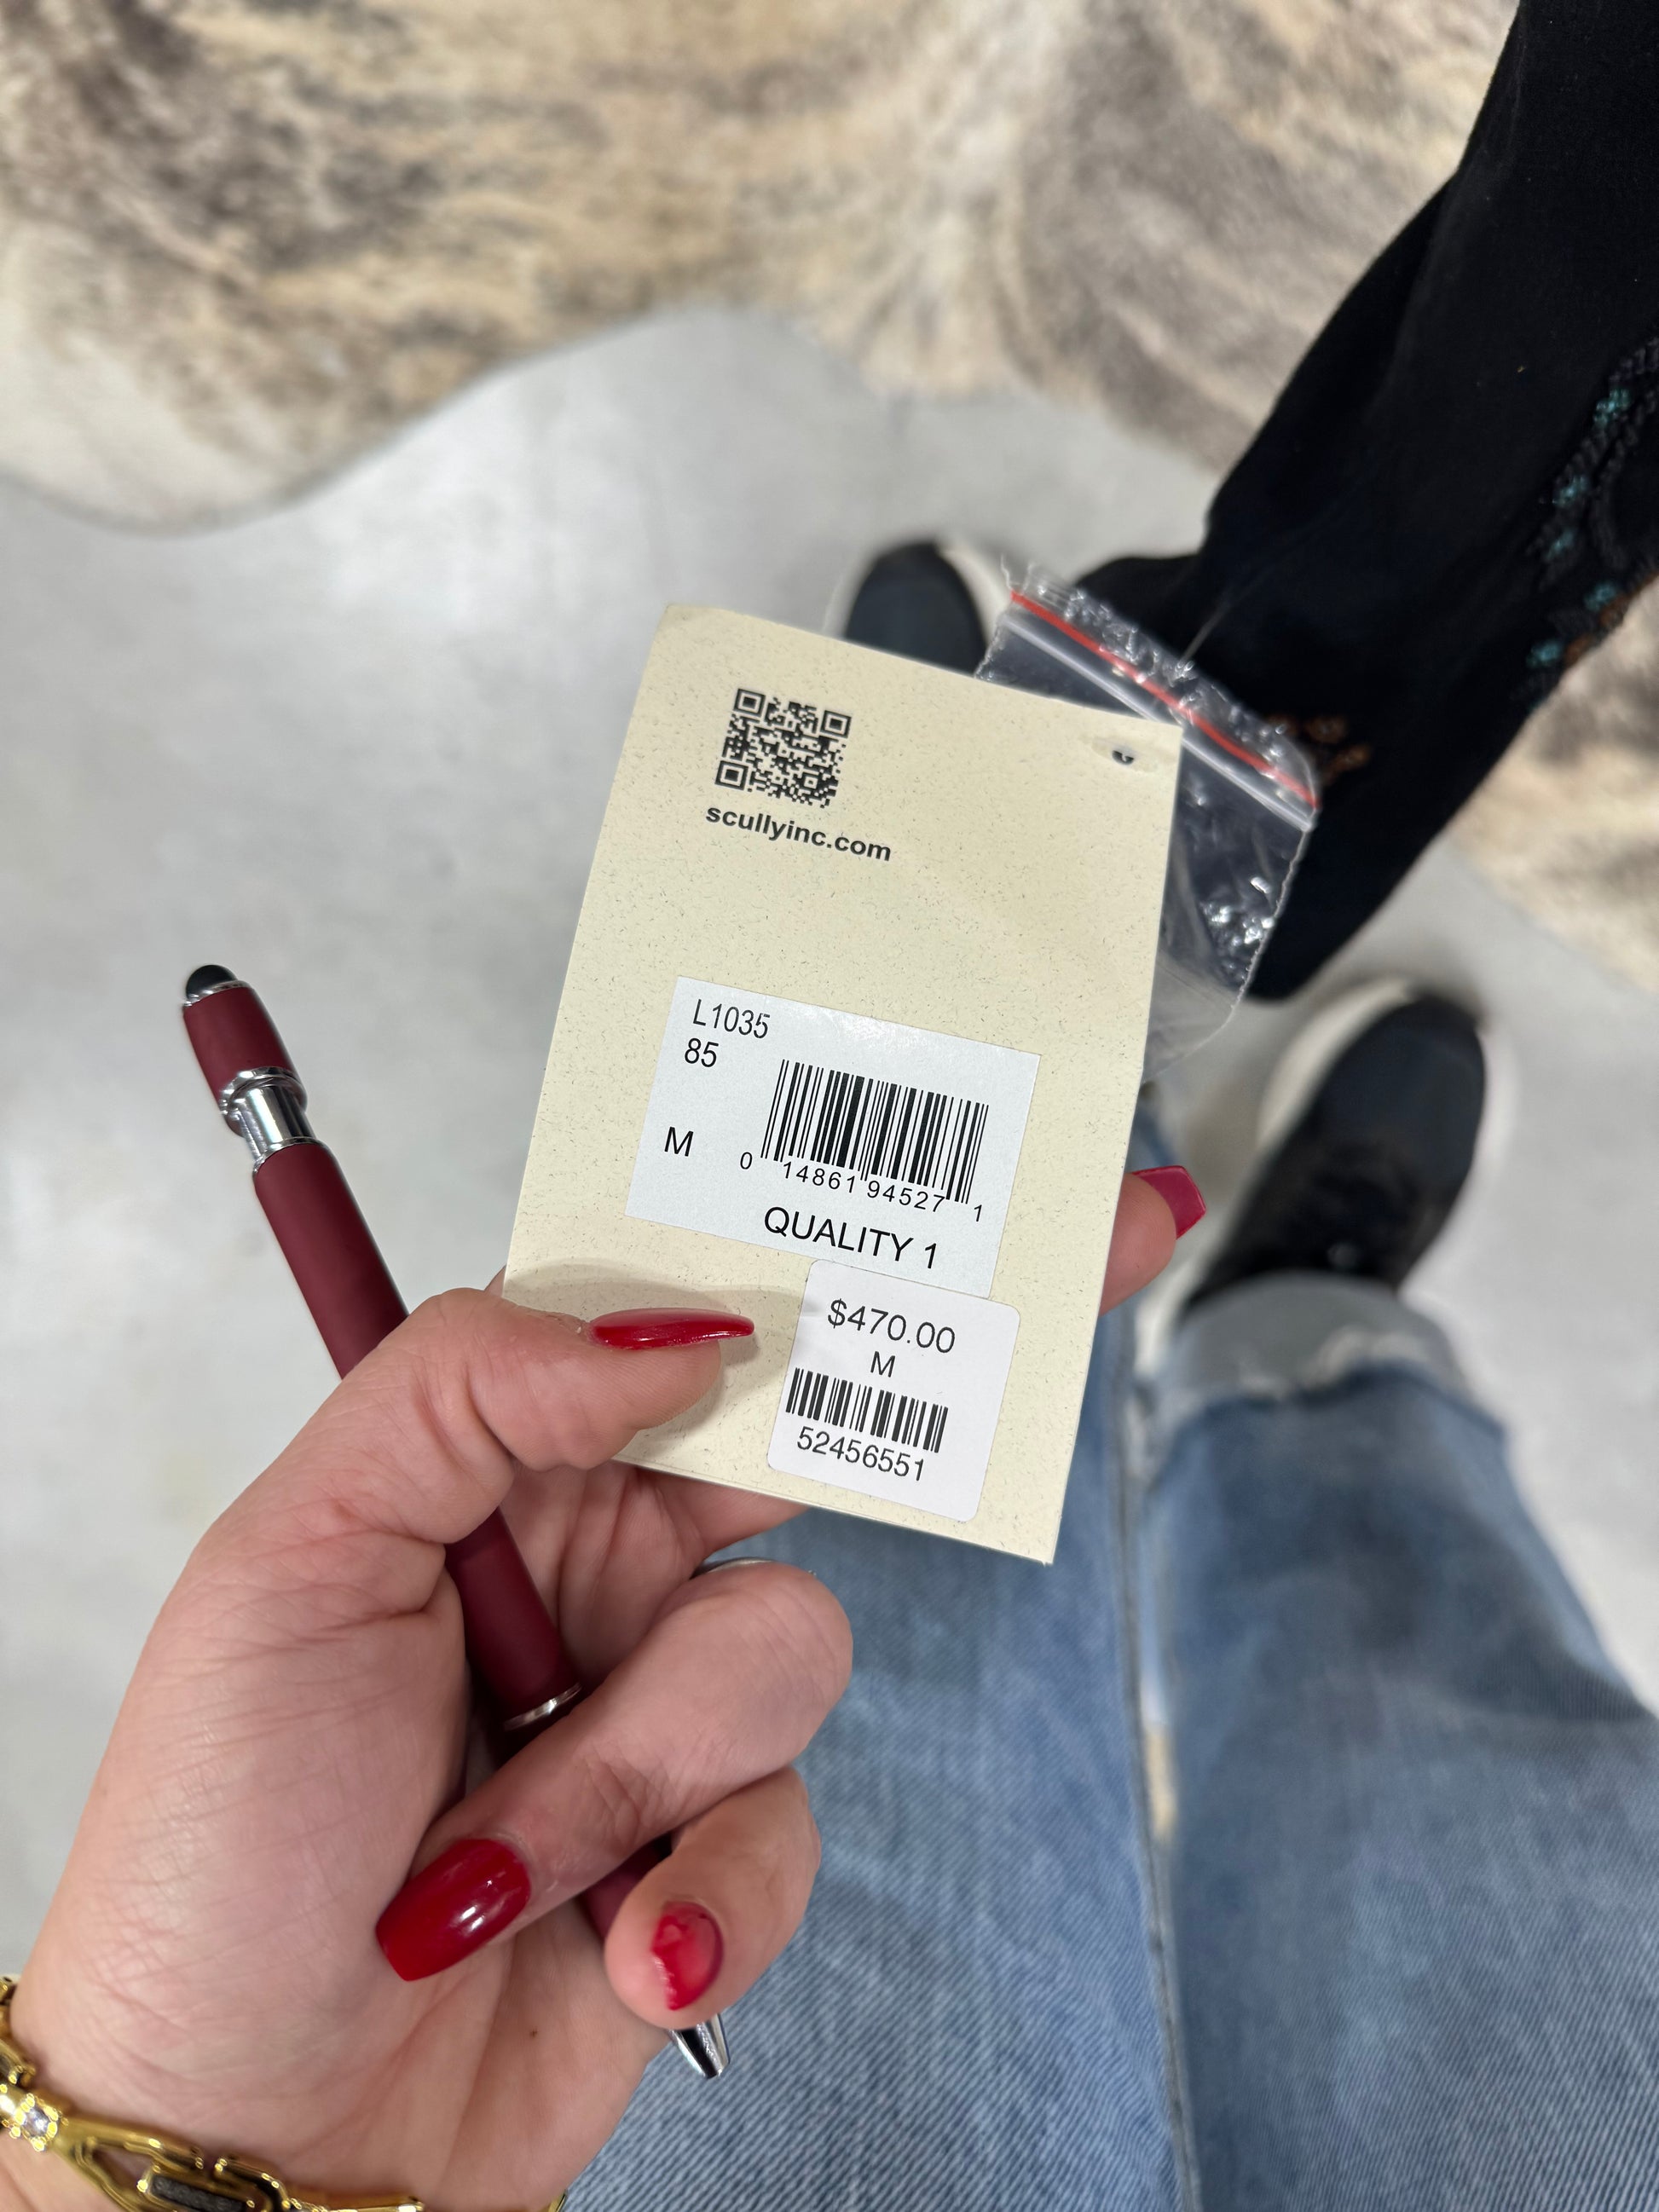 scullyinc.com
L1035
85
M
0 14861 94527 1
QUALITY 1
$470.00
M
52456551